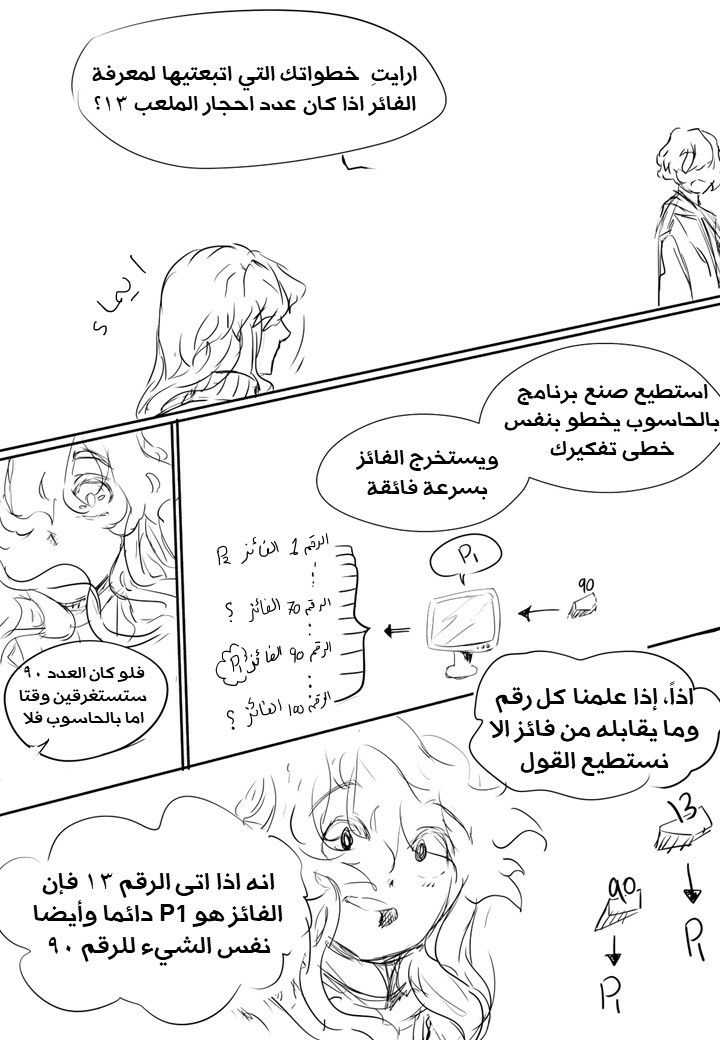 ارايتِ خطواتك التي اتبعتيها لمعرفة
الفائر اذا كان عدد احجار الملعب ١٣؟
ايماء
استطيع صنع برنامج
بالحاسوب يخطو بنفس
خطى تفكيرك
ويستخرج الفائز
بسرعة فائقة
90
P1
الرقم 1 الفائز P2
الرقم 70 الفائز ؟
الرقم 90 الفائز P1
الرقم 100 الفائز ؟
فلو كان العدد ٩٠
ستستغرقين وقتا
اما بالحاسوب فلا
اذاً، إذا علمنا كل رقم
وما يقابله من فائز الا
نستطيع القول
13
P1
90
P1
انه اذا اتى الرقم ١٣ فإن
الفائز هو P1 دائما وأيضا
نفس الشيء للرقم ٩٠